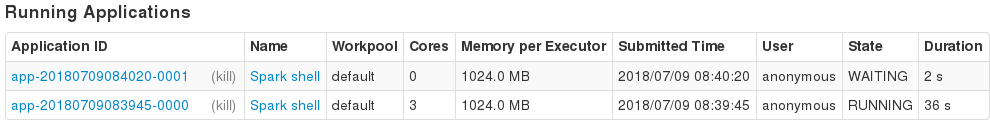 Running Applications
Application ID Name Workpool Cores Memory per Executor Submitted Time User State Duration
app-20180709084020-0001 (kill) Spark shell default 0 1024.0 MB 2018/07/09 08:40:20 anonymous WAITING 2 s
app-20180709083945-0000 (kill) Spark shell default 3 1024.0 MB 2018/07/09 08:39:45 anonymous RUNNING 36 s